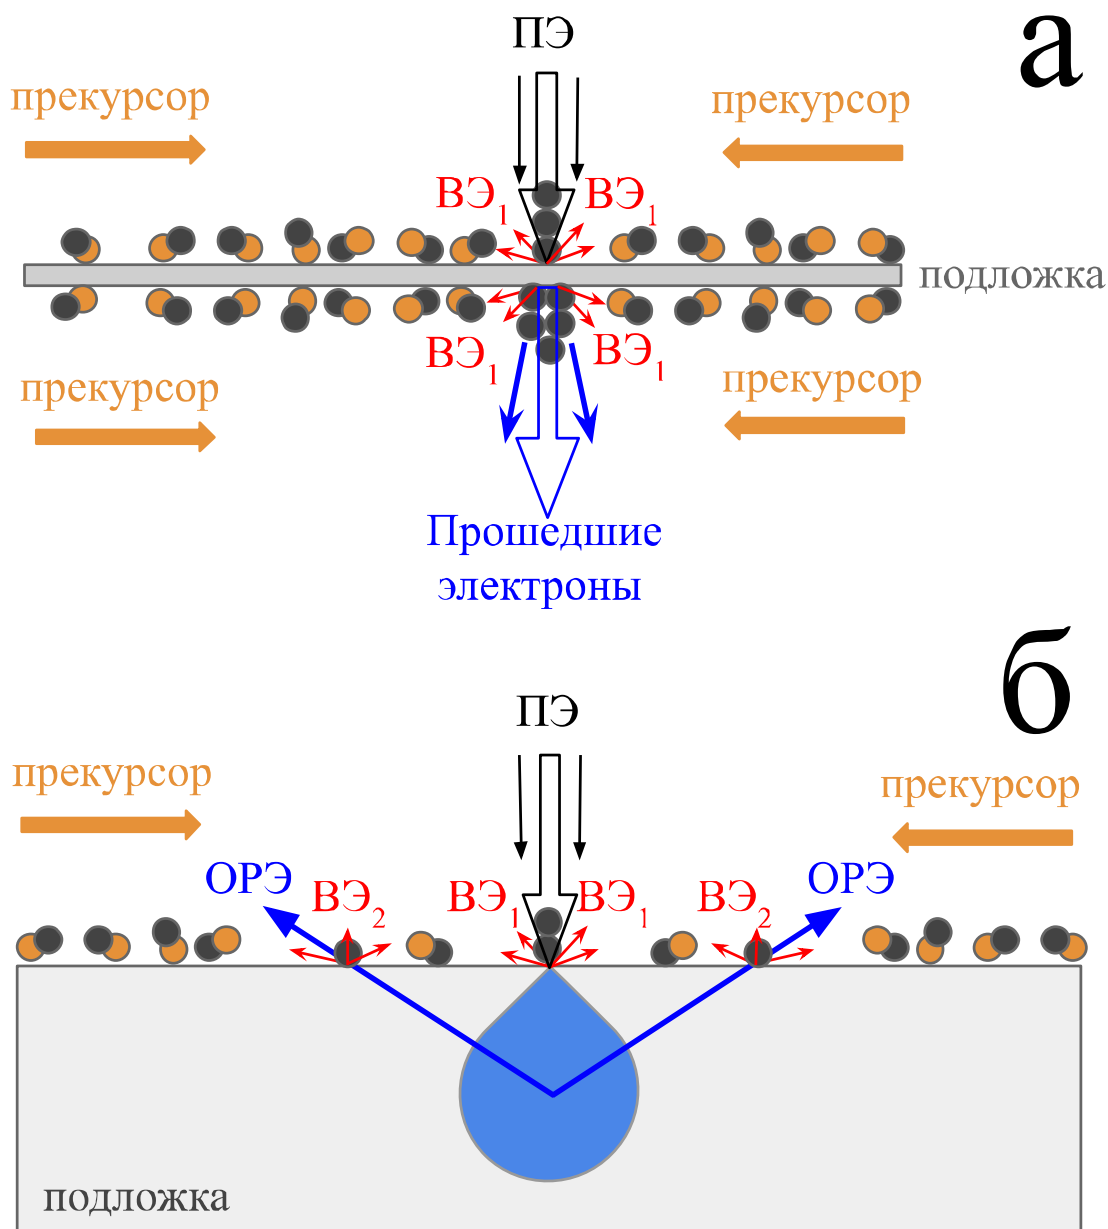 а
ПЭ
прекурсор прекурсор
ВЭ1 ВЭ1
подложка
ВЭ1 ВЭ1
прекурсор прекурсор
Прошедшие
электроны
б
ПЭ
прекурсор прекурсор
ОРЭ ВЭ2 ВЭ1 ВЭ1 ВЭ2 ОРЭ
подложка